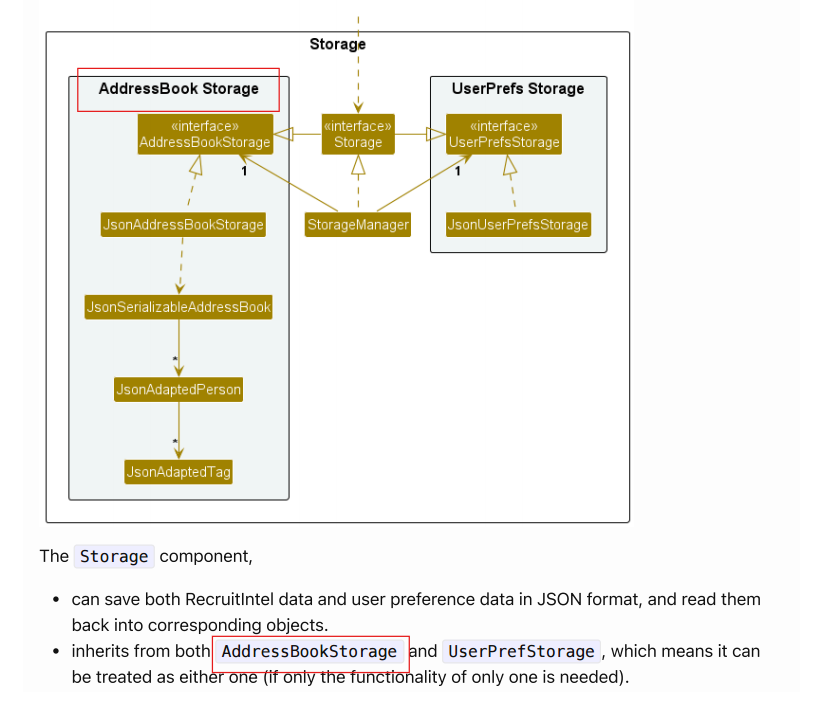 Storage
AddressBook Storage
UserPrefs Storage
«interface»
AddressBookStorage
«interface»
Storage
«interface»
UserPrefsStorage
1
1
JsonAddressBookStorage
StorageManager
JsonUserPrefsStorage
JsonSerializableAddressBook
*
JsonAdaptedPerson
*
JsonAdaptedTag
The Storage component,
• can save both RecruitIntel data and user preference data in JSON format, and read them
back into corresponding objects.
• inherits from both AddressBookStorage and UserPrefStorage, which means it can
be treated as either one (if only the functionality of only one is needed).